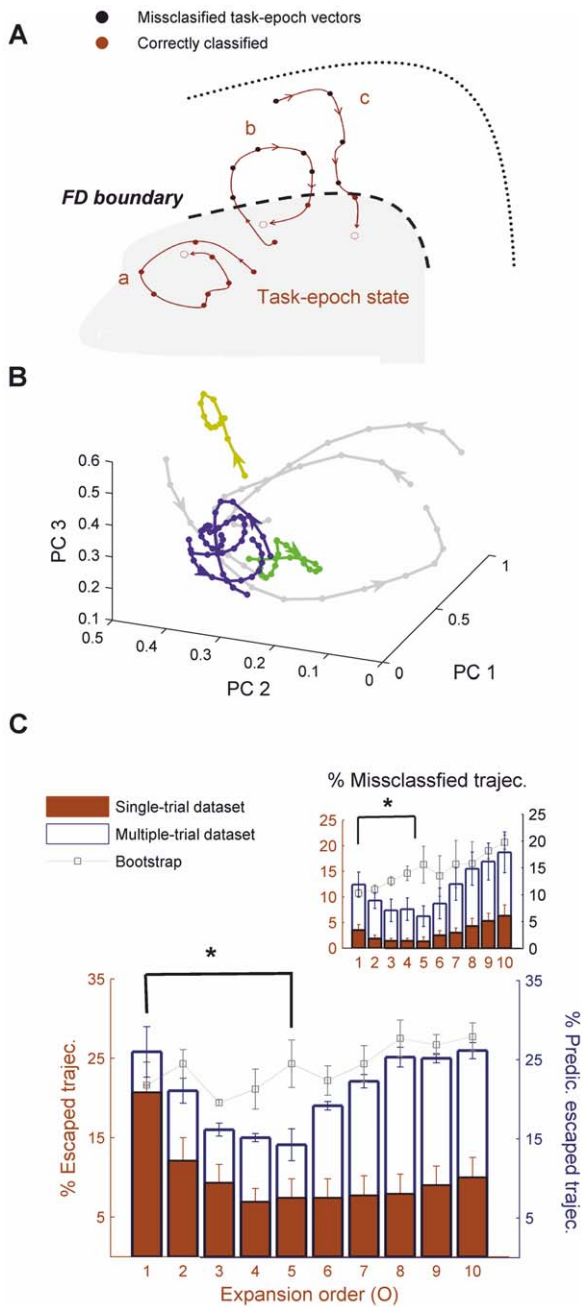 A
Missclasified task-epoch vectors
Correctly classified
c
b
FD boundary
a
Task-epoch state
B
0.6
0.5
0.4
0.3
0.2
0.1
PC 3
0.5
0.4
0.3
0.2
0.1
0
PC 2
0
0.5
1
PC 1
C
% Missclassfied trajec.
Single-trial dataset
Multiple-trial dataset
Bootstrap
*
25
20
15
10
5
0
25
20
15
10
5
0
1 2 3 4 5 6 7 8 9 10
*
35
25
15
5
% Escaped trajec.
35
25
15
5
% Predic. escaped trajec.
1 2 3 4 5 6 7 8 9 10
Expansion order (O)